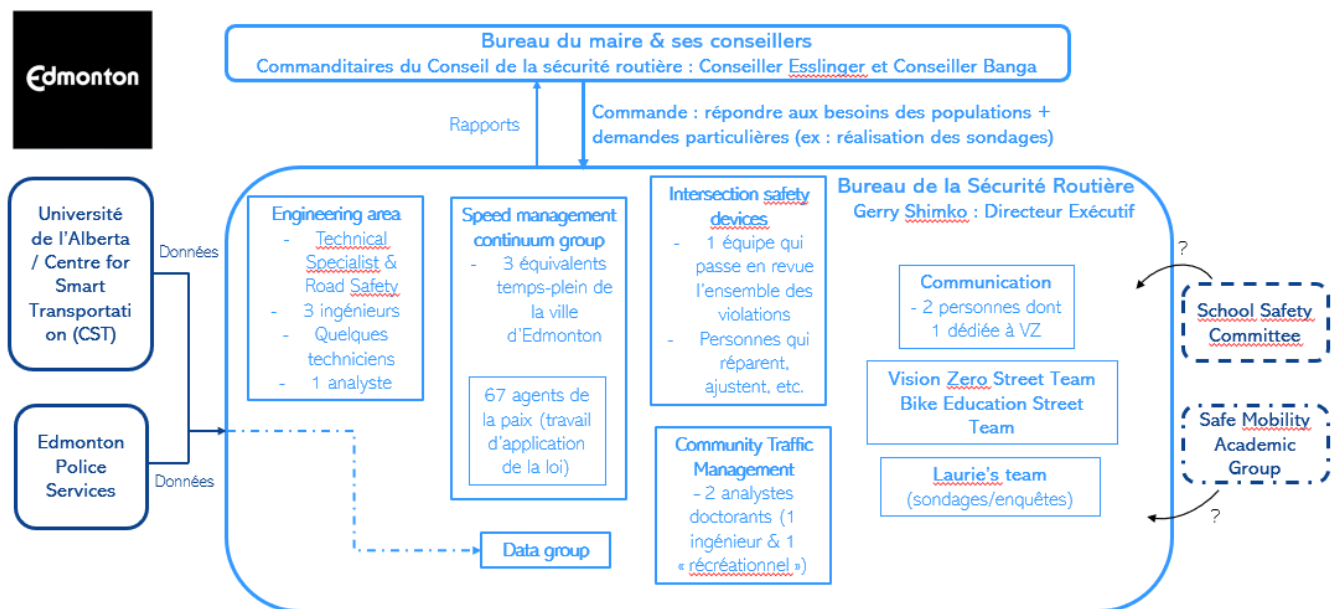 Edmonton
Bureau du maire & ses conseillers
Commanditaires du Conseil de la sécurité routière : Conseiller Esslinger et Conseiller Banga
Rapports
Commande : répondre aux besoins des populations +
demandes particulières (ex : réalisation des sondages)
Université
de l'Alberta
/ Centre for
Smart
Transportati
on (CST)
Données
Edmonton
Police
Services
Données
Engineering area
- Technical
Specialist &
Road Safety
- 3 ingénieurs
- Quelques
techniciens
- 1 analyste
Speed management
continuum group
- 3 équivalents
temps-plein de
la ville
d'Edmonton
67 agents de
la paix (travail
d'application
de la loi)
Data group
Intersection safety
devices
- 1 équipe qui
passe en revue
l'ensemble des
violations
- Personnes qui
réparent,
ajustent, etc.
Community Traffic
Management
- 2 analystes
doctorants (1
ingénieur & 1
« récréationnel »)
Bureau de la Sécurité Routière
Gerry Shimko : Directeur Exécutif
Communication
- 2 personnes dont
1 dédiée à VZ
Vision Zero Street Team
Bike Education Street
Team
Laurie's team
(sondages/enquêtes)
?
School Safety
Committee
Safe Mobility
Academic
Group
?